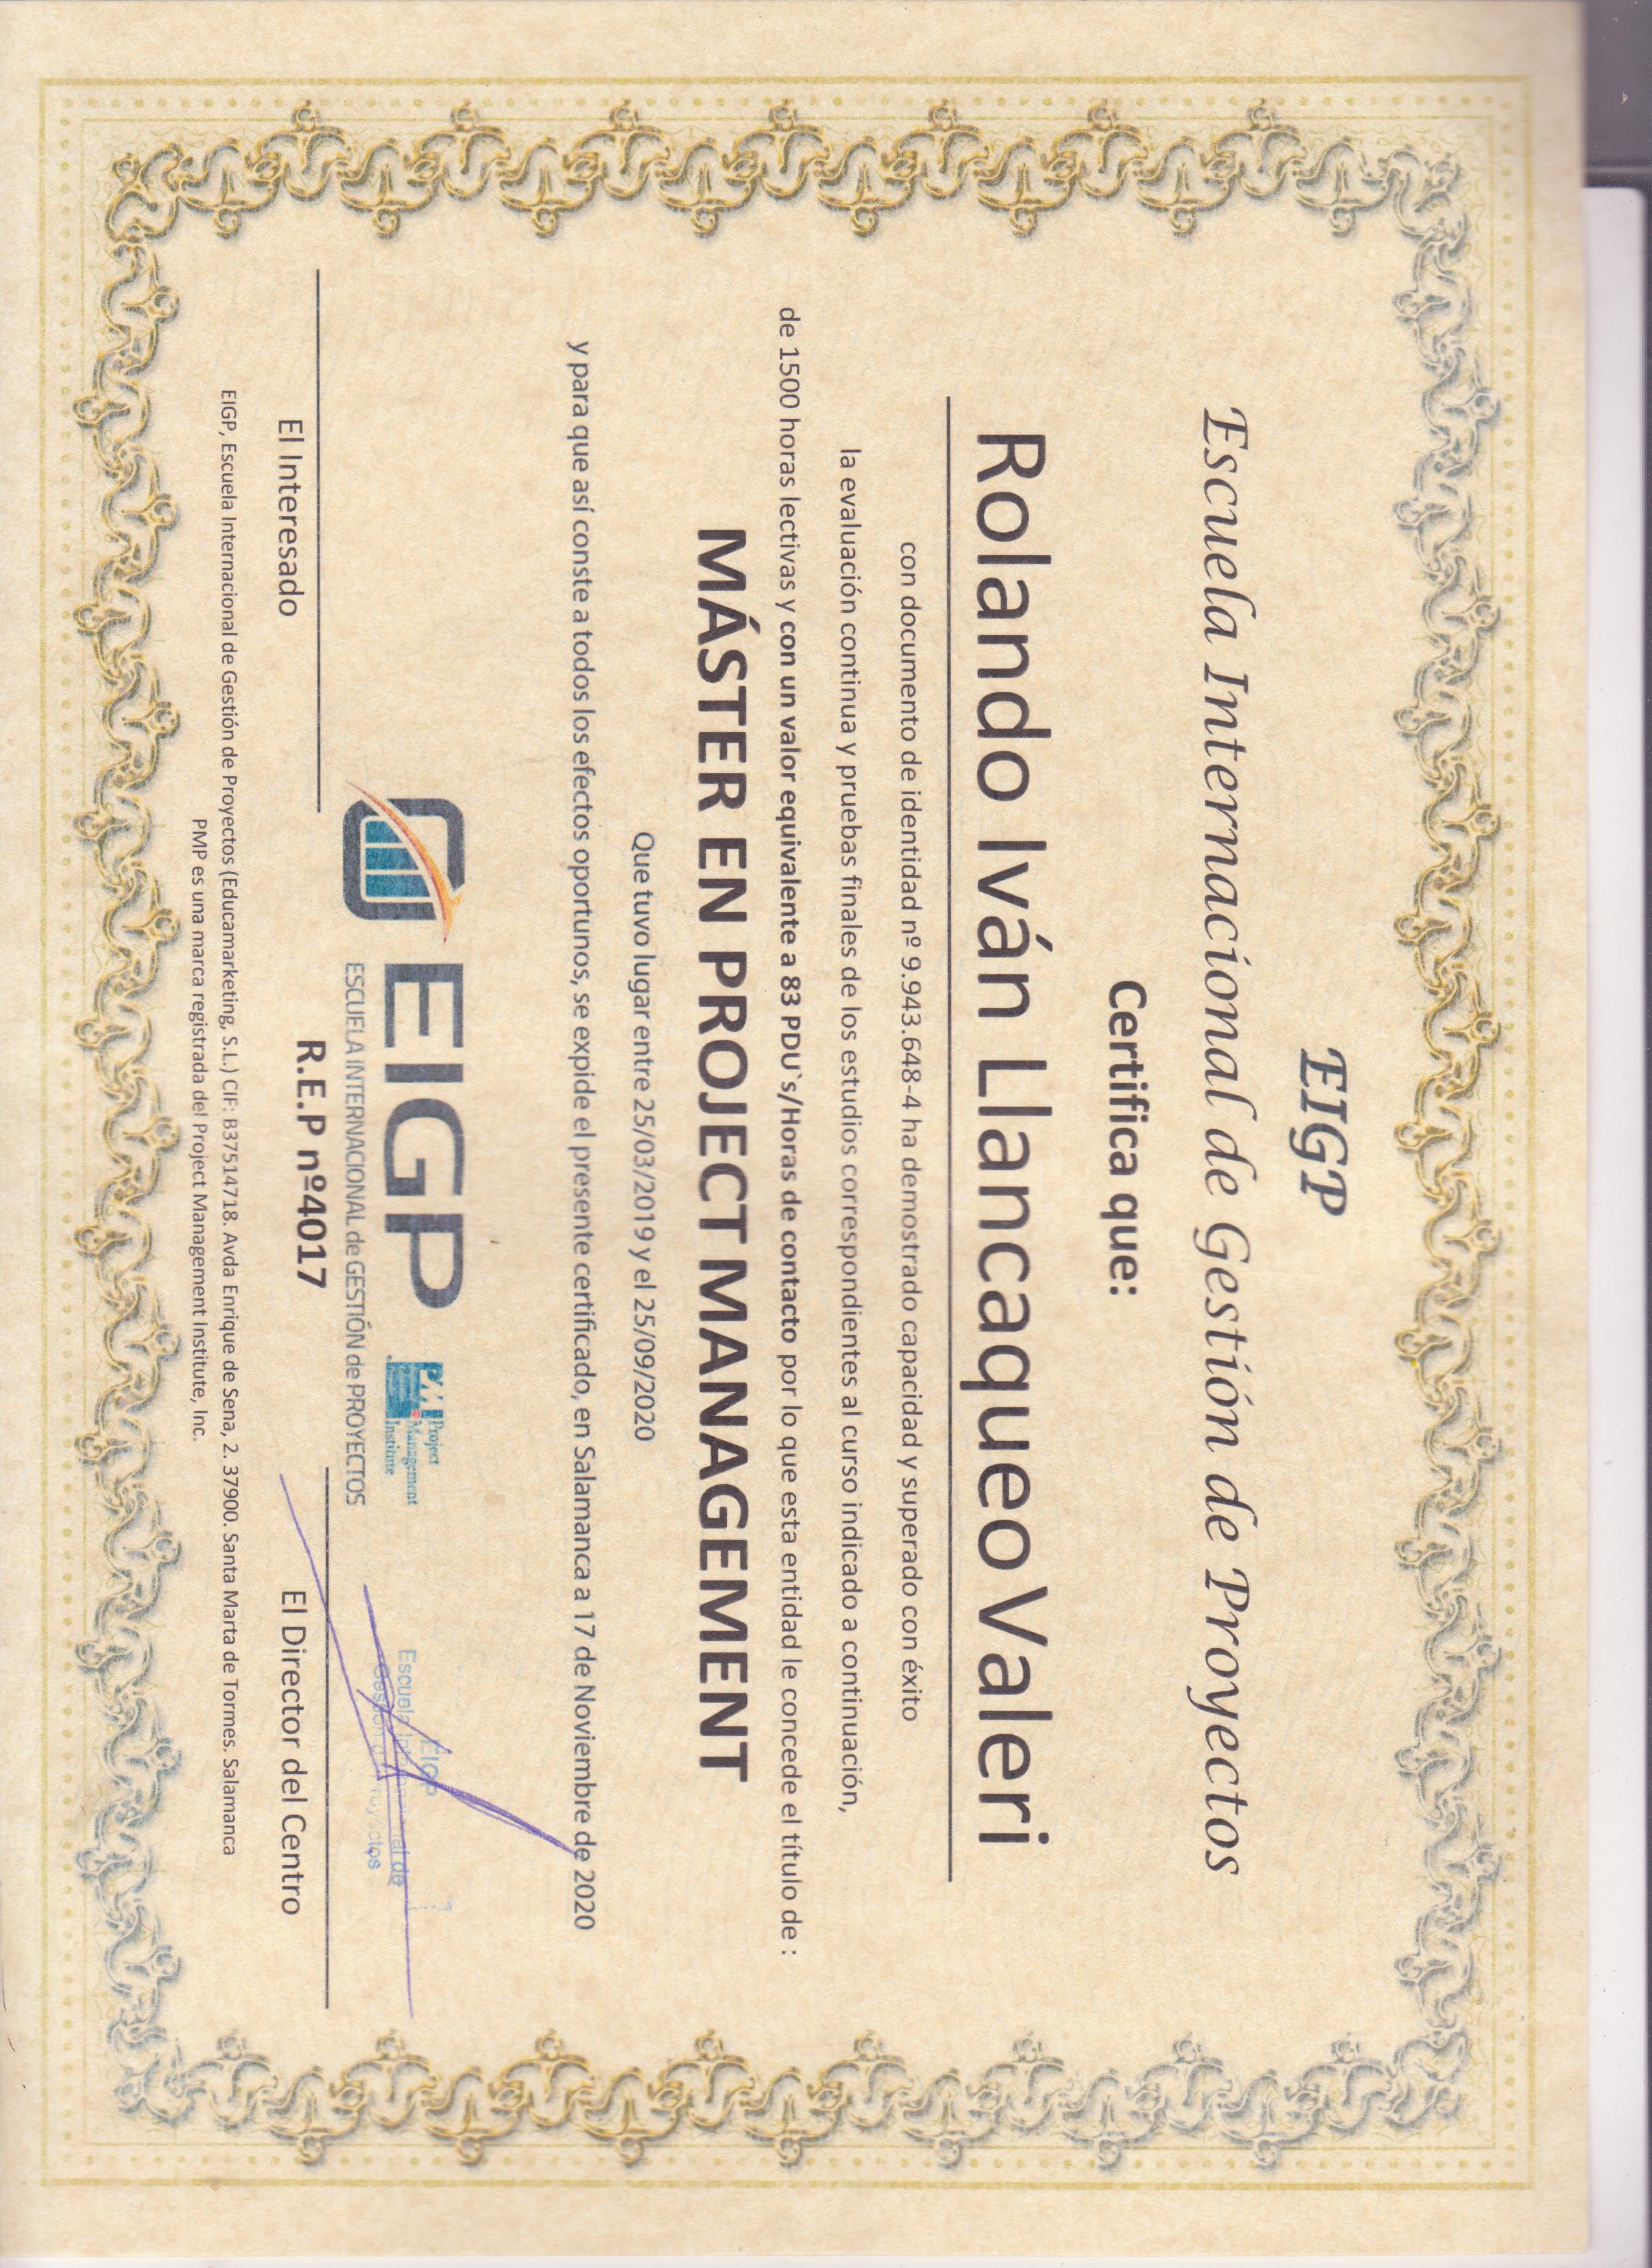 EIGP
Escuela Internacional de Gestión de Proyectos
Certifica que:
Rolando Iván Llancaqueo Valeri
con documento de identidad nº 9.943.648-4 ha demostrado capacidad y superado con éxito
la evaluación continua y pruebas finales de los estudios correspondientes al curso indicado a continuación,
de 1500 horas lectivas y con un valor equivalente a 83 PDU`s/Horas de contacto por lo que esta entidad le concede el título de :
MÁSTER EN PROJECT MANAGEMENT
Que tuvo lugar entre 25/03/2019 y el 25/09/2020
y para que así conste a todos los efectos oportunos, se expide el presente certificado, en Salamanca a 17 de Noviembre de 2020
EIGP
ESCUELA INTERNACIONAL de GESTIÓN de PROYECTOS
R.E.P nº4017
PMI Project
Management
Institute
EIGP
Escuela Internacional de
Gestión de Proyectos
El Interesado
El Director del Centro
EIGP, Escuela Internacional de Gestión de Proyectos (Educamarketing, S.L.) CIF: B37514718. Avda Enrique de Sena, 2. 37900. Santa Marta de Tormes. Salamanca
PMP es una marca registrada del Project Management Institute, Inc.